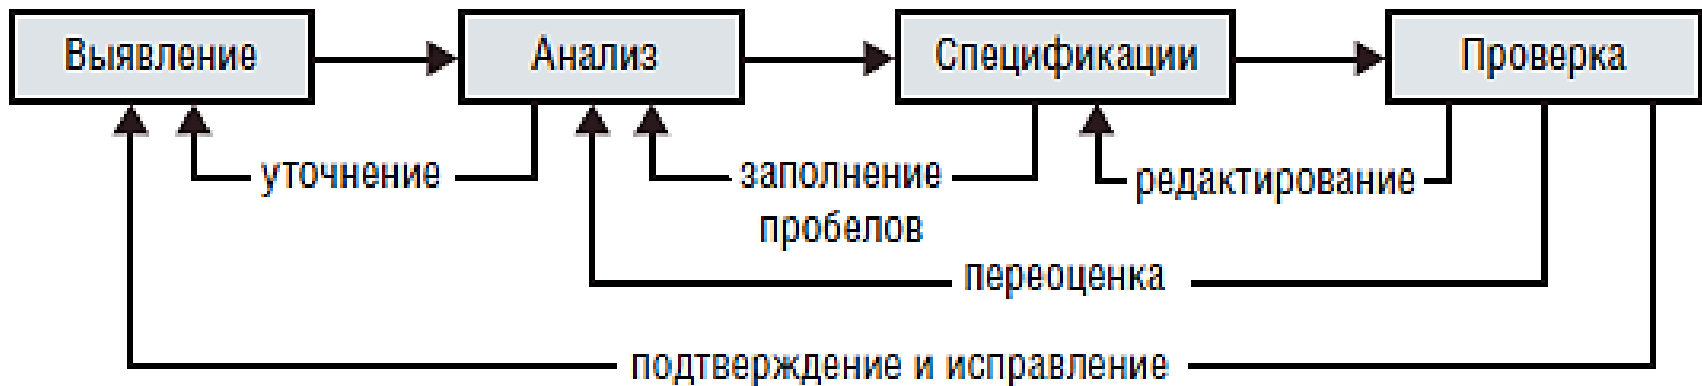 Выявление
Анализ
Спецификации
Проверка
уточнение
заполнение
пробелов
редактирование
переоценка
подтверждение и исправление